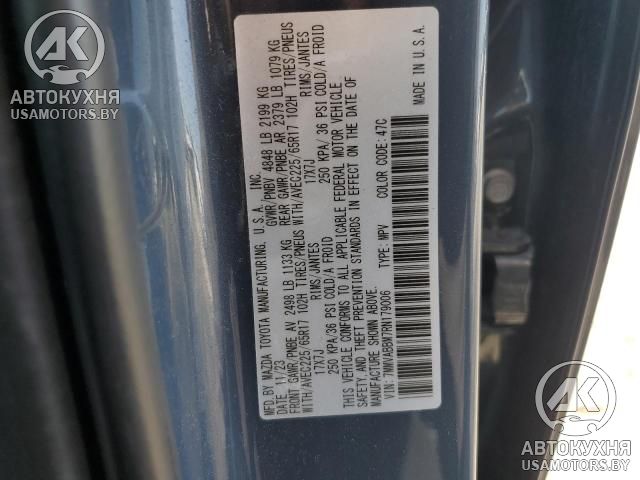 MFD.BY MAZDA TOYOTA MANUFACTURING, U.S.A. INC.
DATE 11/23 GVWR/PNBV 4848 LB 2199 KG
FRONT GAWR/PNBE AV 2498 LB 1133 KG REAR GAWR/PNBE AR 2379 LB 1079 KG
WITH/AVEC225/65R17 102H TIRES/PNEUS WITH/AVEC225/65R17 102H TIRES/PNEUS
RIMS/JANTES RIMS/JANTES
17X7J 17X7J
250 KPA/36 PSI COLD/A FROID 250 KPA/36 PSI COLD/A FROID
THIS VEHICLE CONFORMS TO ALL APPLICABLE FEDERAL MOTOR VEHICLE
SAFETY AND THEFT PREVENTION STANDARDS IN EFFECT ON THE DATE OF
MANUFACTURE SHOWN ABOVE.
7MMVABBM7RN179006 TYPE: MPV COLOR CODE: 47C
MADE IN U.S.A.
AK
АВТОКУХНЯ
USAMOTORS.BY
AK
АВТОКУХНЯ
USAMOTORS.BY